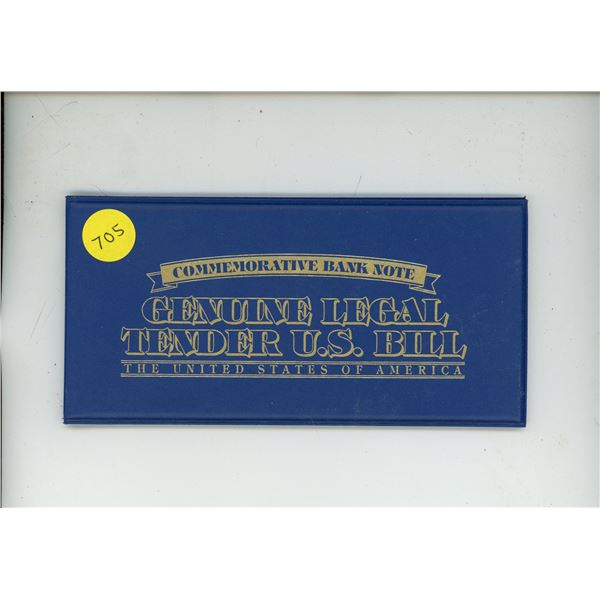 705
COMMEMORATIVE BANK NOTE
GENUINE LEGAL
TENDER U.S. BILL
THE UNITED STATES OF AMERICA